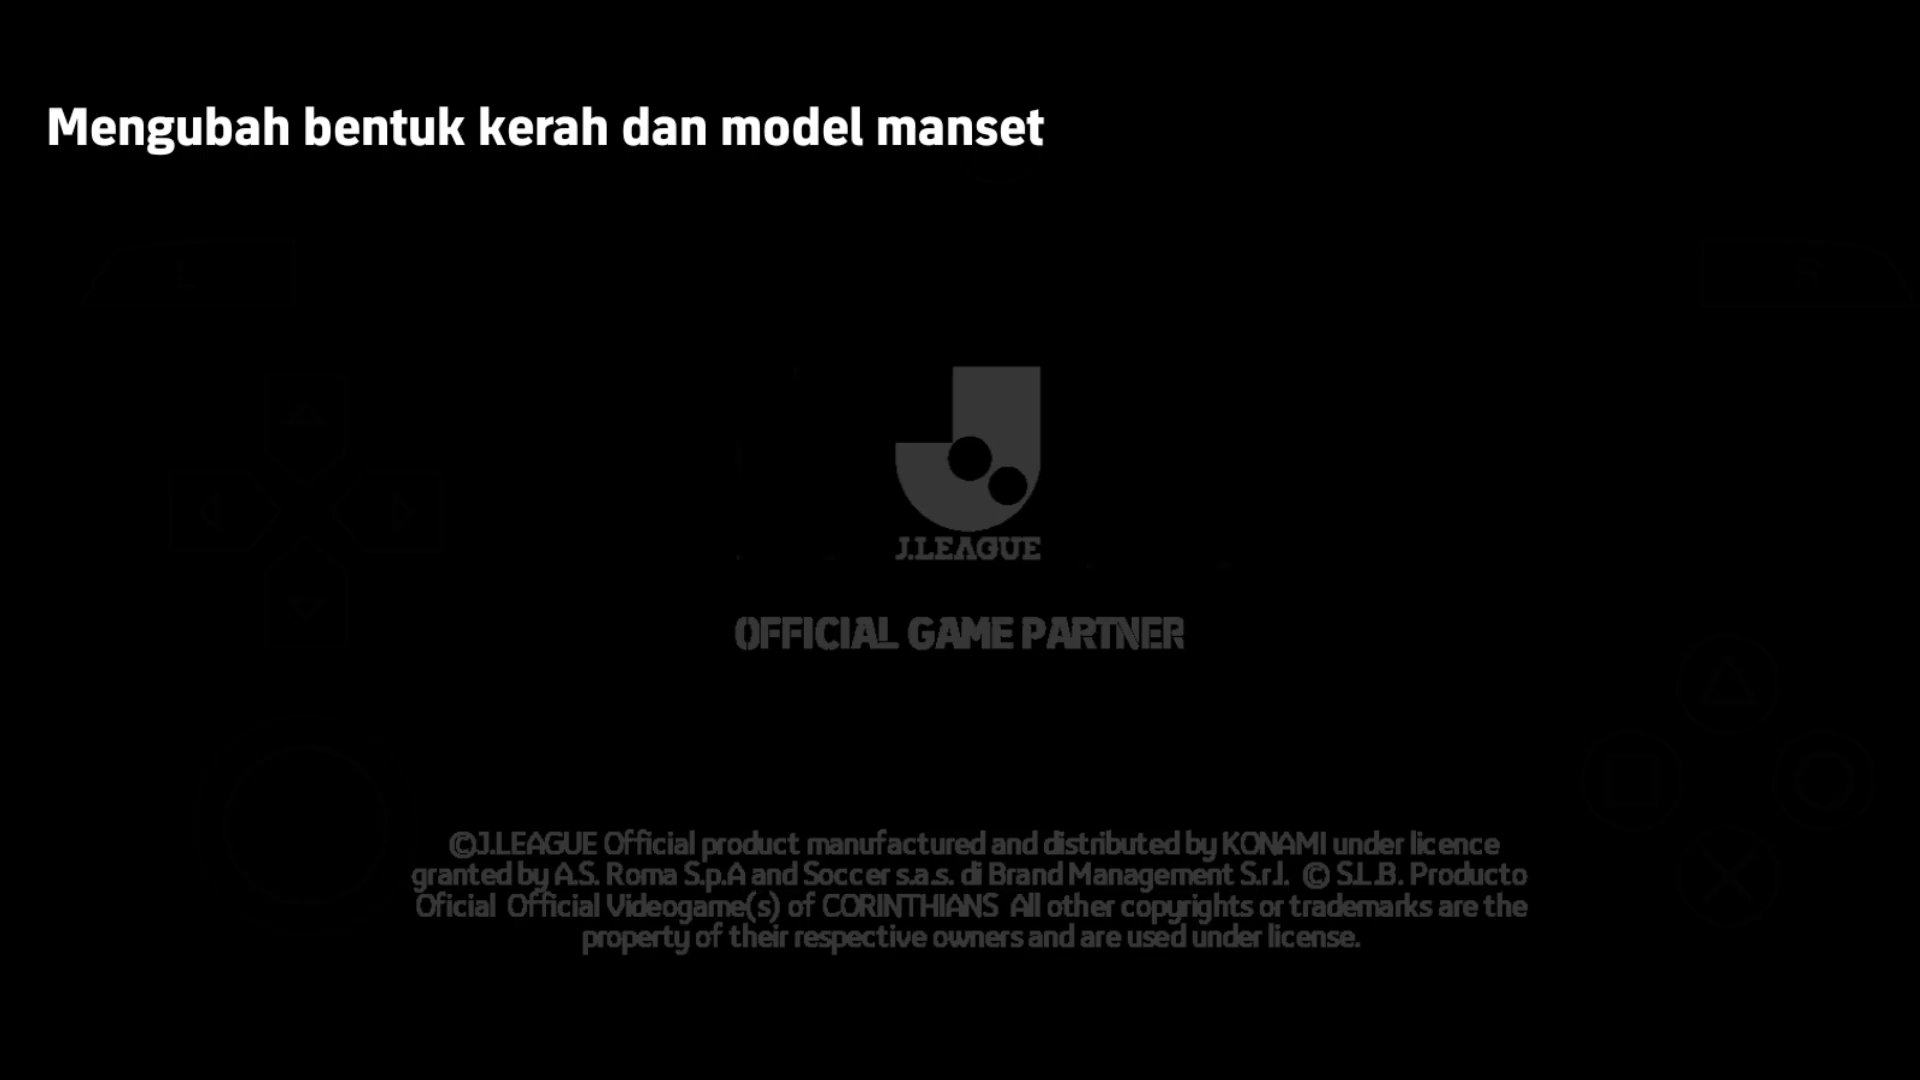 Mengubah bentuk kerah dan model manset
L
R
J.LEAGUE
OFFICIAL GAME PARTNER
©J.LEAGUE Official product manufactured and distributed by KONAMI under licence
granted by A.S. Roma S.p.A and Soccer s.a.s. di Brand Management S.r.l. © S.L.B. Producto
Oficial Official Videogame(s) of CORINTHIANS All other copyrights or trademarks are the
property of their respective owners and are used under license.